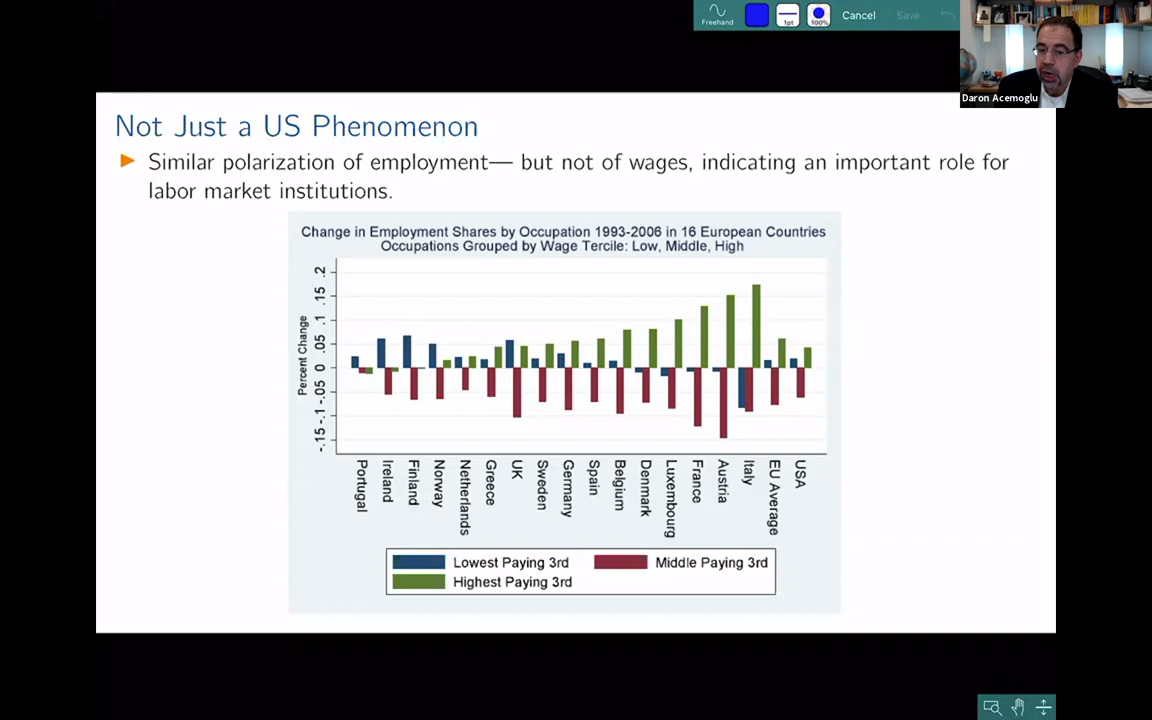 Freehand
1pt
100%
Cancel
Save
Daron Acemoglu
Not Just a US Phenomenon
Similar polarization of employment— but not of wages, indicating an important role for
labor market institutions.
Change in Employment Shares by Occupation 1993-2006 in 16 European Countries
Occupations Grouped by Wage Tercile: Low, Middle, High
Percent Change
.2
.15
.1
.05
0
-.05
-.1
-.15
Portugal
Ireland
Finland
Norway
Netherlands
Greece
UK
Sweden
Germany
Spain
Belgium
Denmark
Luxembourg
France
Austria
Italy
EU Average
USA
Lowest Paying 3rd
Middle Paying 3rd
Highest Paying 3rd